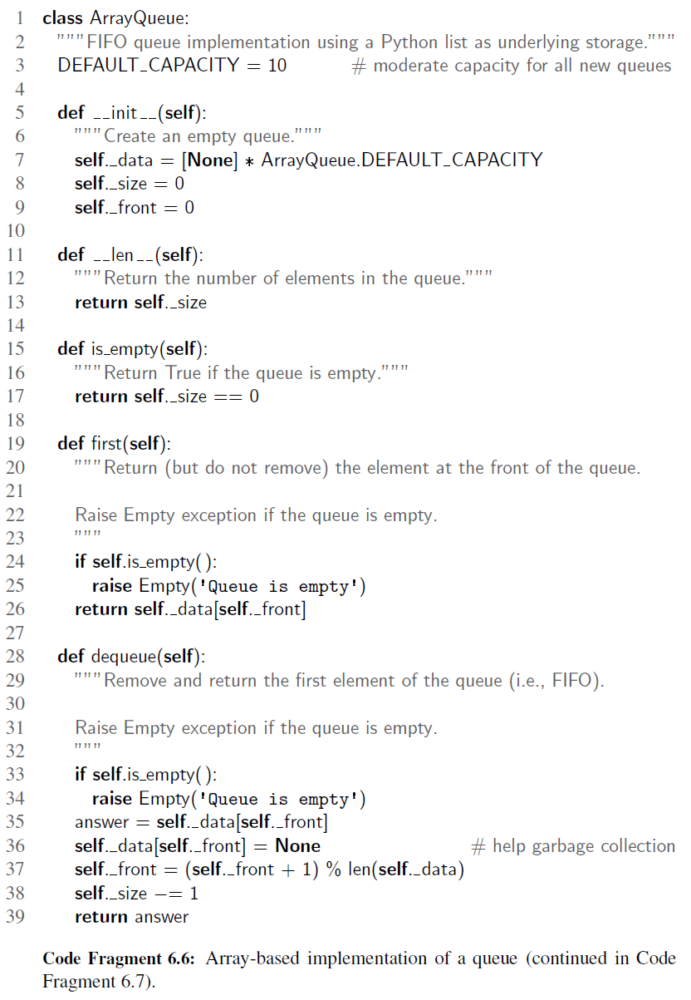 1 class ArrayQueue:
2 """FIFO queue implementation using a Python list as underlying storage."""
3 DEFAULT_CAPACITY = 10 # moderate capacity for all new queues
4
5 def __init__(self):
6 """Create an empty queue."""
7 self._data = [None] * ArrayQueue.DEFAULT_CAPACITY
8 self._size = 0
9 self._front = 0
10
11 def __len__(self):
12 """Return the number of elements in the queue."""
13 return self._size
14
15 def is_empty(self):
16 """Return True if the queue is empty."""
17 return self._size == 0
18
19 def first(self):
20 """Return (but do not remove) the element at the front of the queue.
21
22 Raise Empty exception if the queue is empty.
23 """
24 if self.is_empty():
25 raise Empty('Queue is empty')
26 return self._data[self._front]
27
28 def dequeue(self):
29 """Remove and return the first element of the queue (i.e., FIFO).
30
31 Raise Empty exception if the queue is empty.
32 """
33 if self.is_empty():
34 raise Empty('Queue is empty')
35 answer = self._data[self._front]
36 self._data[self._front] = None # help garbage collection
37 self._front = (self._front + 1) % len(self._data)
38 self._size −= 1
39 return answer
Code Fragment 6.6: Array-based implementation of a queue (continued in Code
Fragment 6.7).